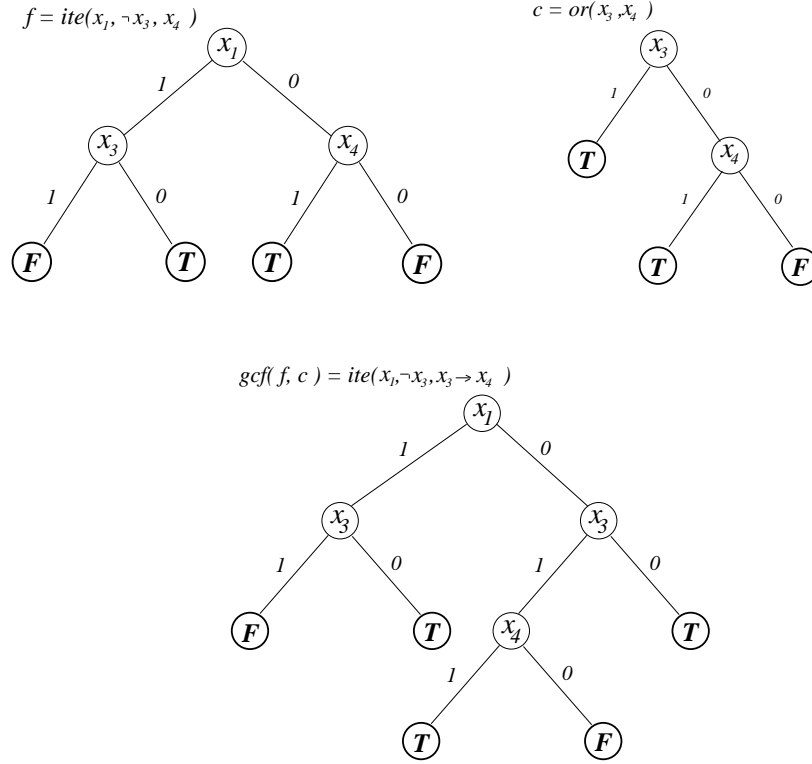 f = ite(x₁, ¬x₃, x₄ )
x₁
1 0
x₃ x₄
1 0 1 0
F T T F
c = or(x₃ ,x₄ )
x₃
1 0
T x₄
1 0
T F
gcf( f, c ) = ite(x₁,¬x₃, x₃→ x₄ )
x₁
1 0
x₃ x₃
1 0 1 0
F T x₄ T
1 0
T F